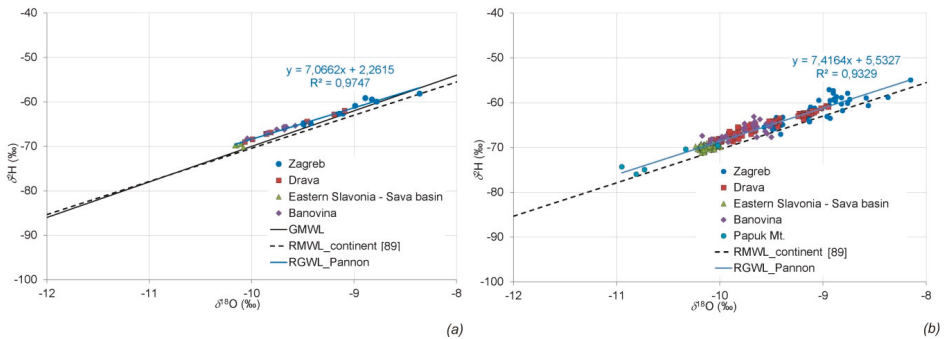 -40
-50
-60
-70
-80
-90
-100
δ²H (‰)
-12
-11
-10
-9
-8
δ¹⁸O (‰)
y = 7,0662x + 2,2615
R² = 0,9747
Zagreb
Drava
Eastern Slavonia - Sava basin
Banovina
GMWL
RMWL_continent [89]
RGWL_Pannon
(a)
-40
-50
-60
-70
-80
-90
-100
δ²H (‰)
-12
-11
-10
-9
-8
δ¹⁸O (‰)
y = 7,4164x + 5,5327
R² = 0,9329
Zagreb
Drava
Eastern Slavonia - Sava basin
Banovina
Papuk Mt.
RMWL_continent [89]
RGWL_Pannon
(b)